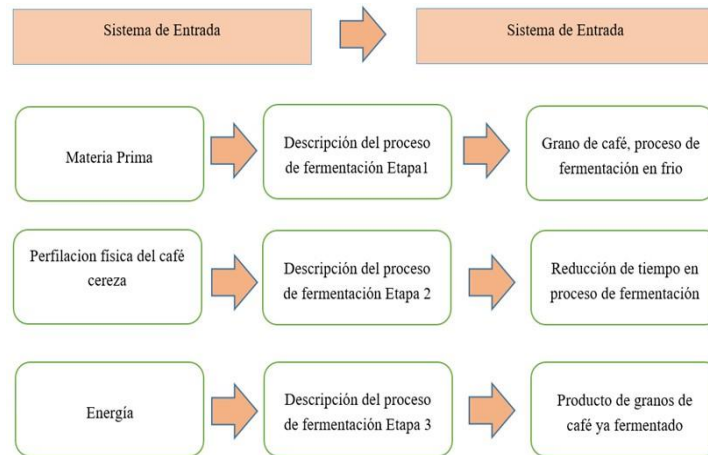 Sistema de Entrada
Sistema de Entrada
Materia Prima
Descripción del proceso
de fermentación Etapa1
Grano de café, proceso de
fermentación en frio
Perfilacion física del café
cereza
Descripción del proceso
de fermentación Etapa 2
Reducción de tiempo en
proceso de fermentación
Energía
Descripción del proceso
de fermentación Etapa 3
Producto de granos de
café ya fermentado